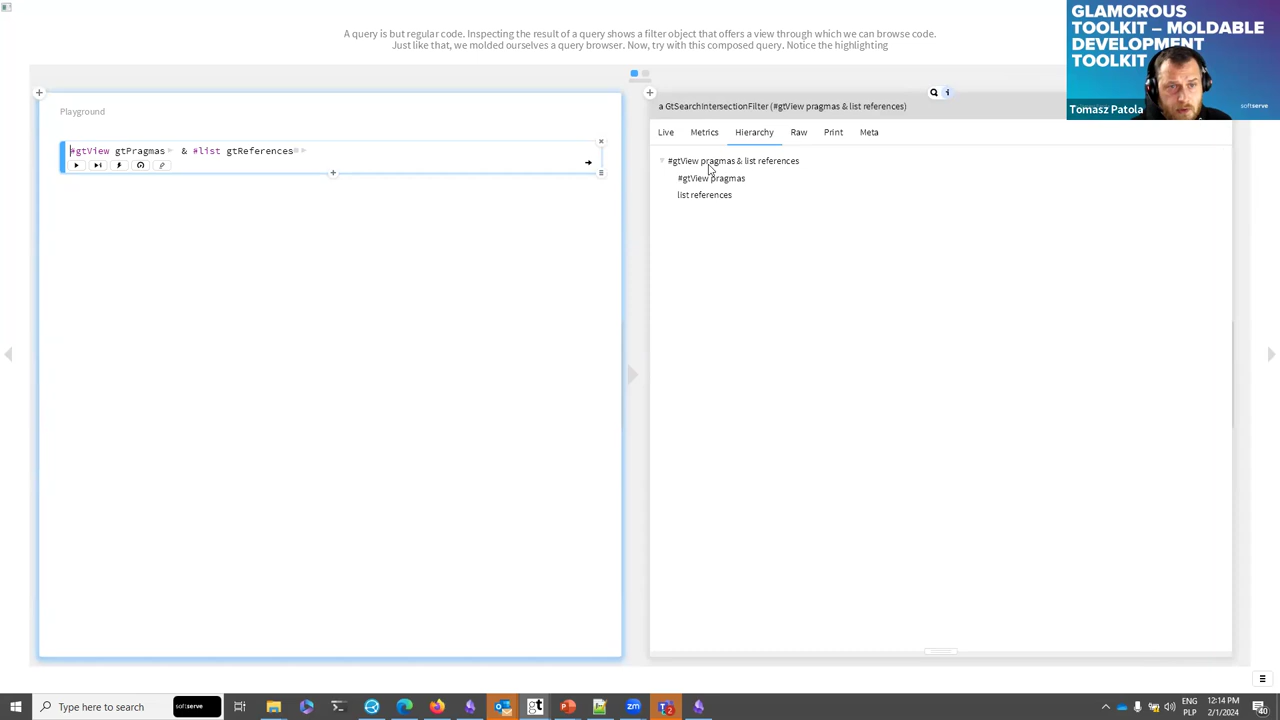 A query is but regular code. Inspecting the result of a query shows a filter object that offers a view through which we can browse code.
Just like that, we molded ourselves a query browser. Now, try with this composed query. Notice the highlighting
GLAMOROUS
TOOLKIT – MOLDABLE
DEVELOPMENT
TOOLKIT
Tomasz Patola
softserve
Playground
#gtView gtPragmas & #list gtReferences
a GtSearchIntersectionFilter (#gtView pragmas & list references)
Live Metrics Hierarchy Raw Print Meta
#gtView pragmas & list references
#gtView pragmas
list references
Type here to search
softserve
ENG
PLP
12:14 PM
2/1/2024
40